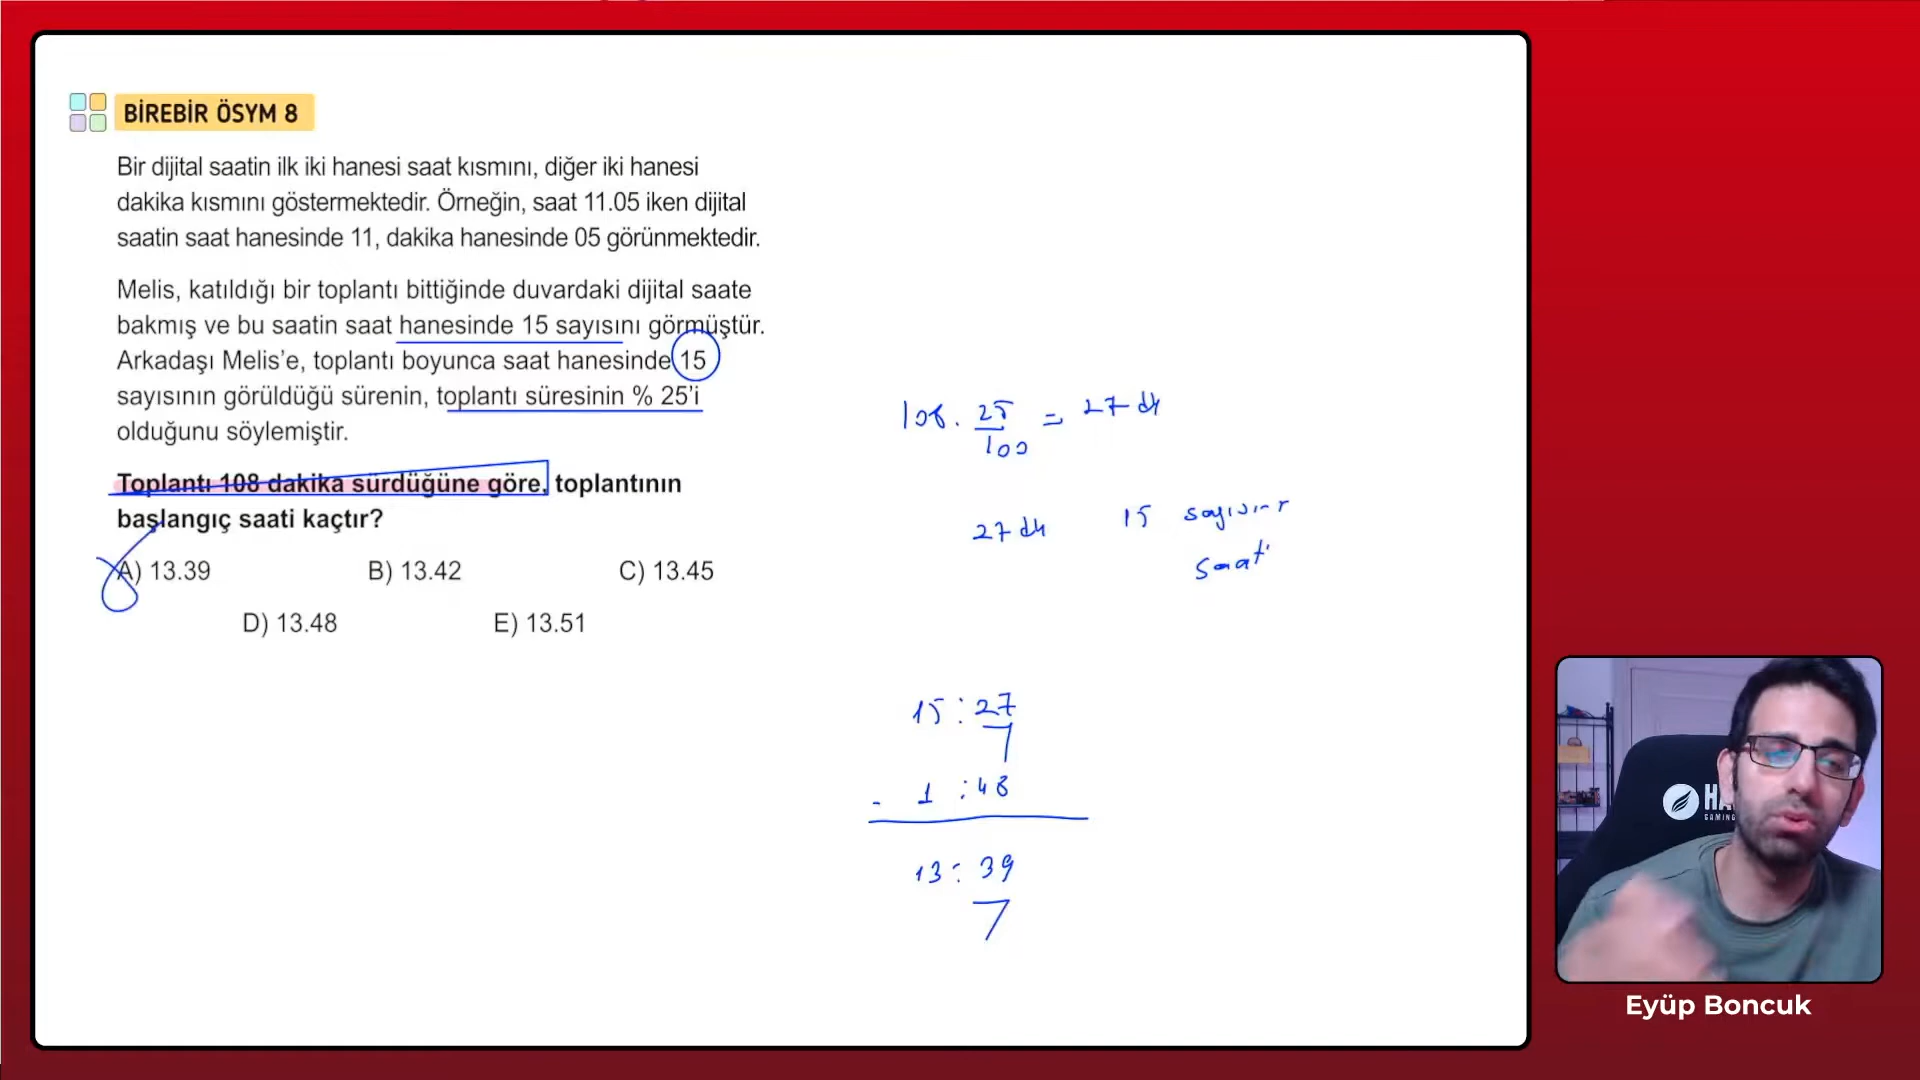 BİREBİR ÖSYM 8
Bir dijital saatin ilk iki hanesi saat kısmını, diğer iki hanesi
dakika kısmını göstermektedir. Örneğin, saat 11.05 iken dijital
saatin saat hanesinde 11, dakika hanesinde 05 görünmektedir.
Melis, katıldığı bir toplantı bittiğinde duvardaki dijital saate
bakmış ve bu saatin saat hanesinde 15 sayısını görmüştür.
Arkadaşı Melis’e, toplantı boyunca saat hanesinde 15
sayısının görüldüğü sürenin, toplantı süresinin % 25’i
olduğunu söylemiştir.
Toplantı 108 dakika sürdüğüne göre, toplantının
başlangıç saati kaçtır?
A) 13.39 B) 13.42 C) 13.45
D) 13.48 E) 13.51
108 . 25 = 27 dk
100
27 dk 15
saati
15 : 27
- 1 : 48
13 : 39
Eyüp Boncuk